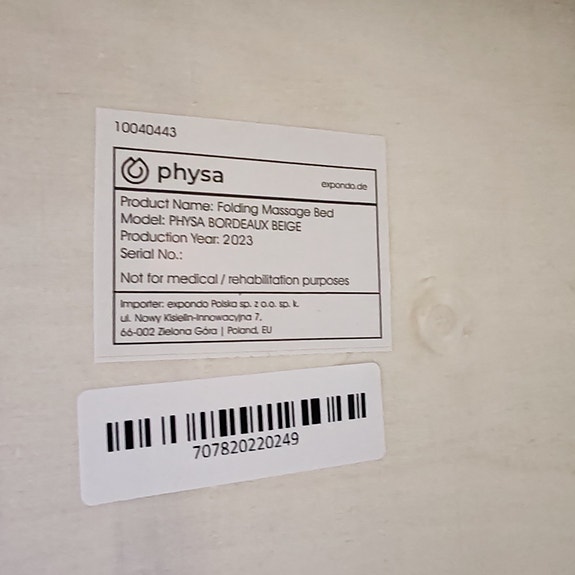 10040443
physa
expondo.de
Product Name: Folding Massage Bed
Model: PHYSA BORDEAUX BEIGE
Production Year: 2023
Serial No.:
Not for medical / rehabilitation purposes
Importer: expondo Polska sp. z o.o. sp. k.
ul. Nowy Kisielin-Innowacyjna 7,
66-002 Zielona Góra | Poland, EU
707820220249